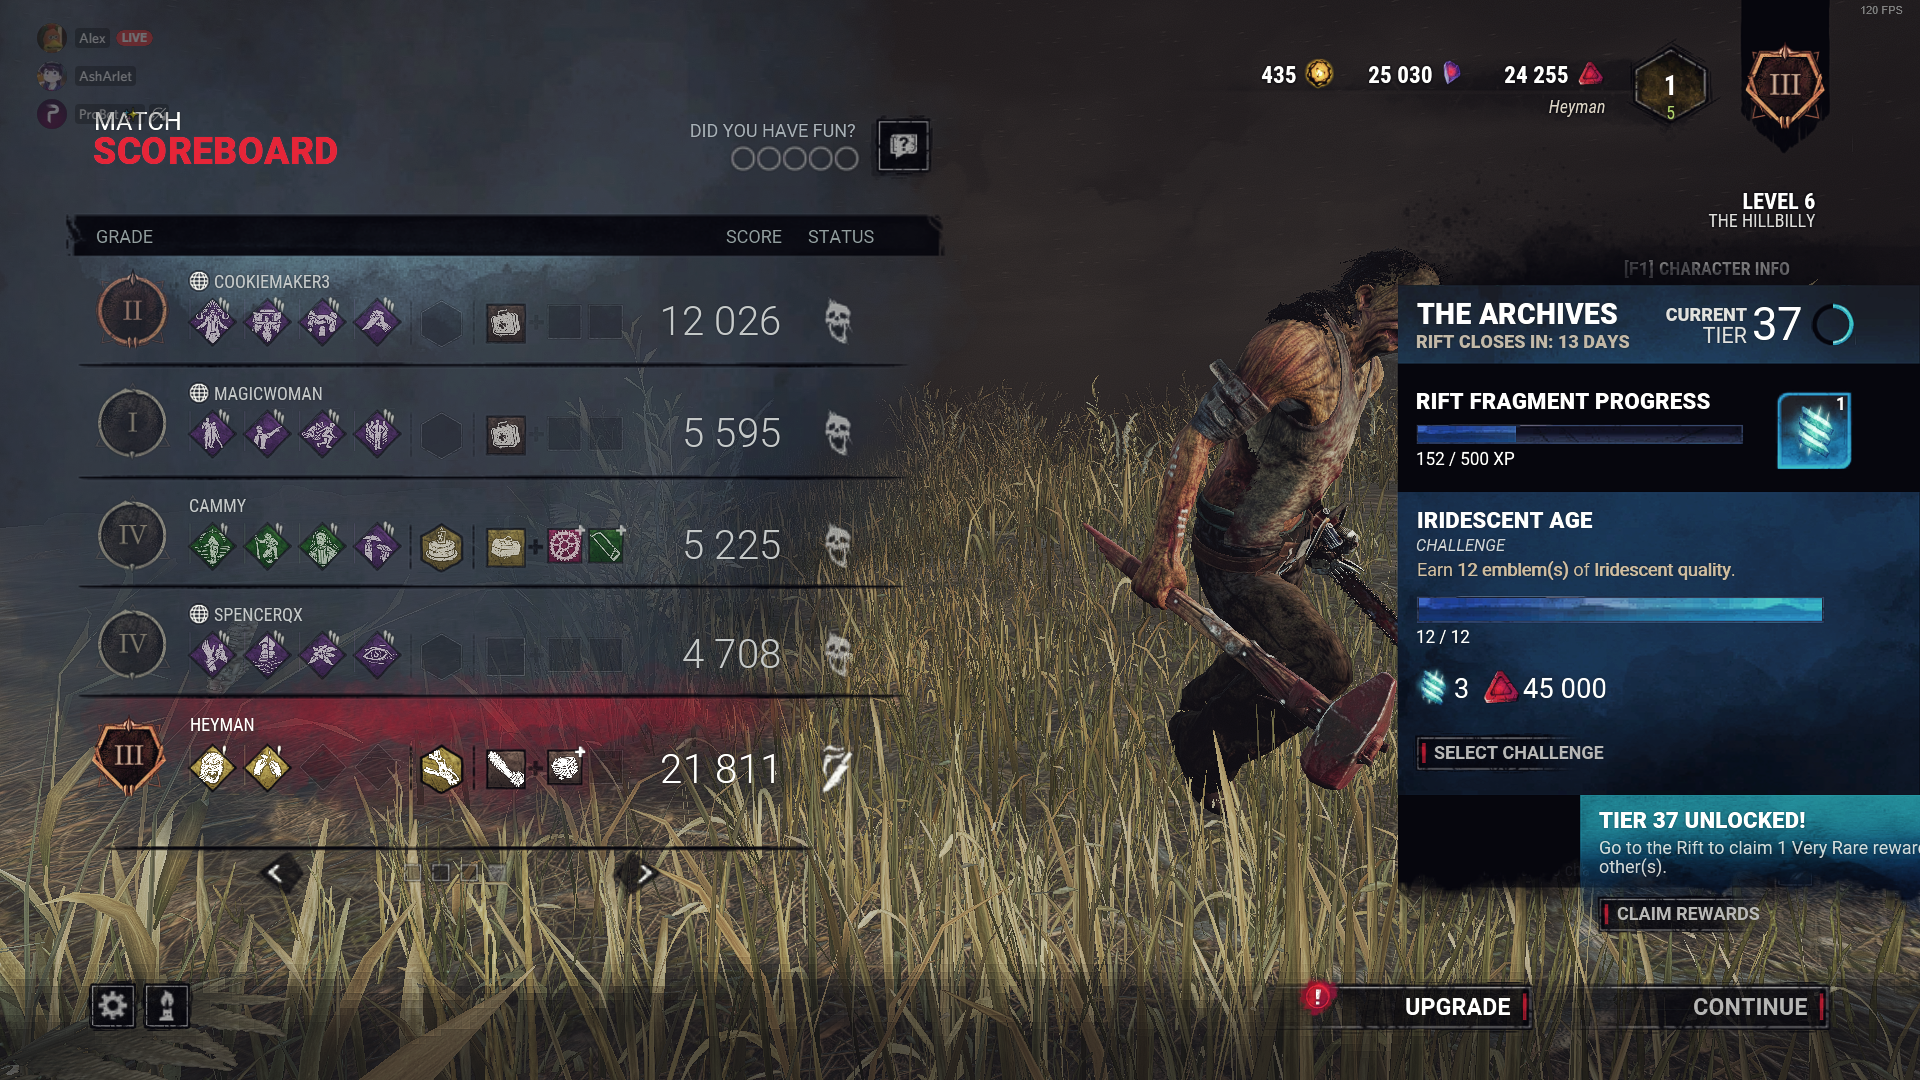 120 FPS
Alex LIVE
AshArlet
MATCH
SCOREBOARD
DID YOU HAVE FUN?
435
25 030
24 255
Heyman
1
5
III
LEVEL 6
THE HILLBILLY
[F1] CHARACTER INFO
GRADE SCORE STATUS
II COOKIEMAKER3 12 026
I MAGICWOMAN 5 595
IV CAMMY 5 225
IV SPENCERQX 4 708
III HEYMAN 21 811
THE ARCHIVES
RIFT CLOSES IN: 13 DAYS
CURRENT
TIER 37
RIFT FRAGMENT PROGRESS
1
152 / 500 XP
IRIDESCENT AGE
CHALLENGE
Earn 12 emblem(s) of Iridescent quality.
12 / 12
3 45 000
SELECT CHALLENGE
TIER 37 UNLOCKED!
Go to the Rift to claim 1 Very Rare rewar
other(s).
CLAIM REWARDS
UPGRADE
CONTINUE